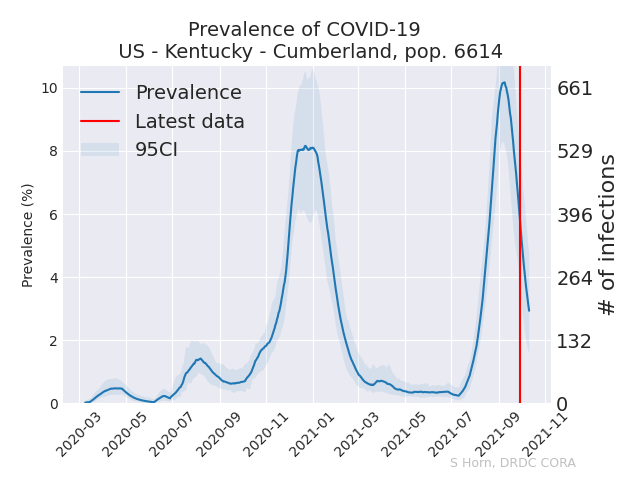 Prevalence of COVID-19
US - Kentucky - Cumberland, pop. 6614
Prevalence
Latest data
95CI
Prevalence (%)
10
8
6
4
2
0
661
529
396
264
132
0
# of infections
2020-03
2020-05
2020-07
2020-09
2020-11
2021-01
2021-03
2021-05
2021-07
2021-09
2021-11
S Horn, DRDC CORA